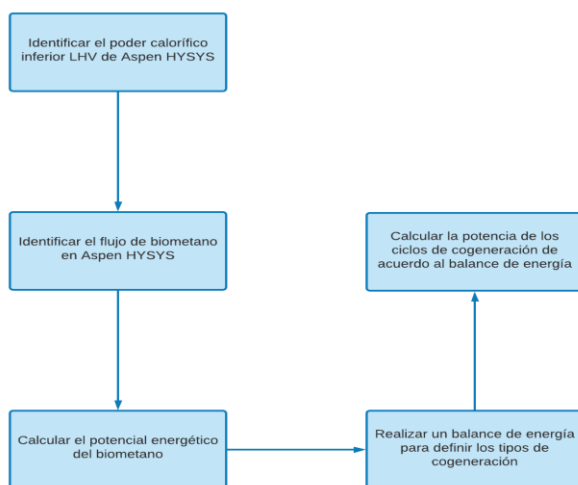 Identificar el poder calorífico
inferior LHV de Aspen HYSYS
Identificar el flujo de biometano
en Aspen HYSYS
Calcular el potencial energético
del biometano
Realizar un balance de energía
para definir los tipos de
cogeneración
Calcular la potencia de los
ciclos de cogeneración de
acuerdo al balance de energía